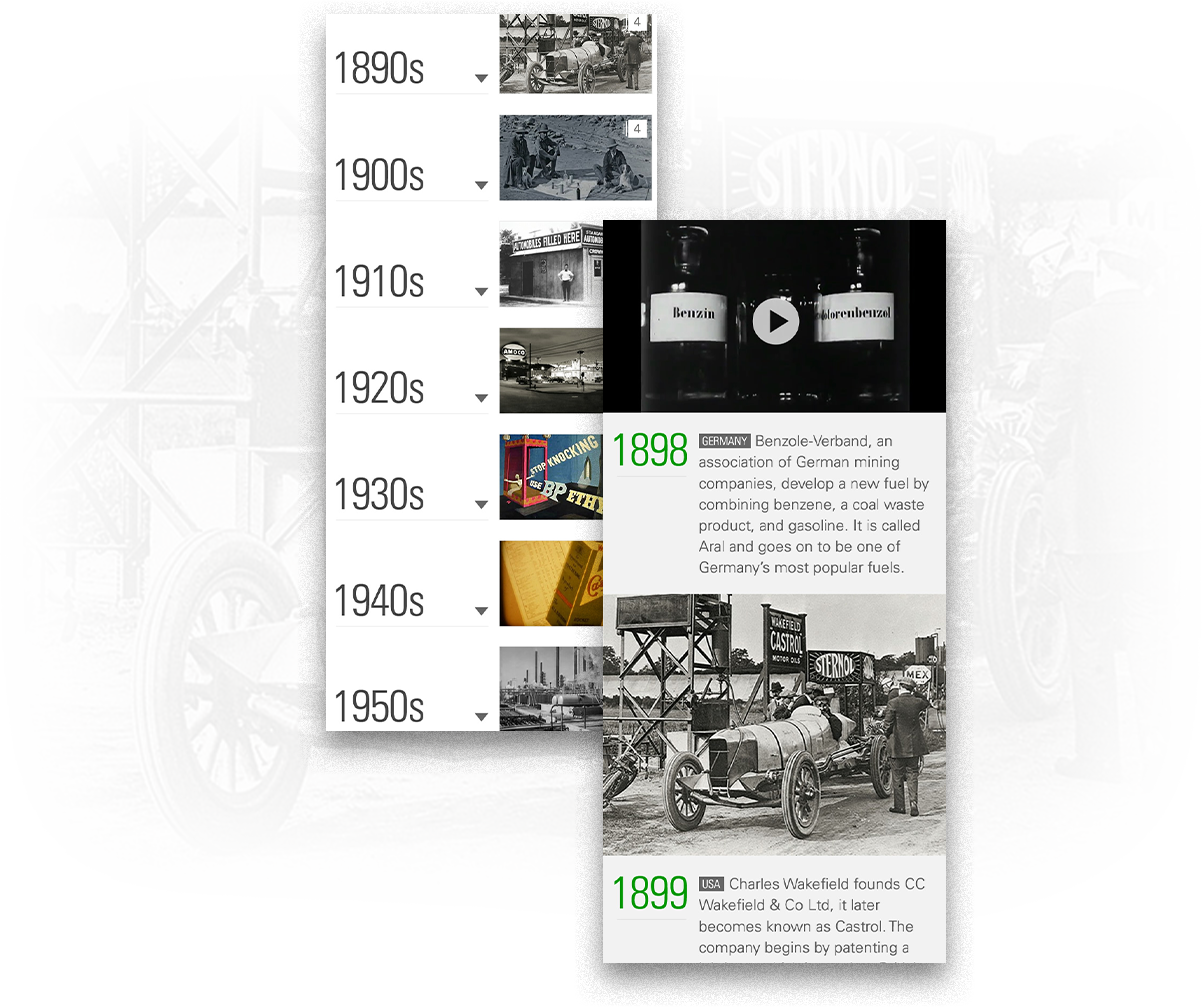 STERNOL
4
1890s
4
1900s
AUTOMOBILES FILLED HERE
1910s
AMOCO
1920s
STOP KNOCKING
USE BP ETHY
1930s
1940s
1950s
Benzin
lorenbenzol
1898
GERMANY Benzole-Verband, an
association of German mining
companies, develop a new fuel by
combining benzene, a coal waste
product, and gasoline. It is called
Aral and goes on to be one of
Germany’s most popular fuels.
WAKEFIELD
CASTROL
MOTOR OILS
STERNOL
MEX
1899
USA Charles Wakefield founds CC
Wakefield & Co Ltd, it later
becomes known as Castrol. The
company begins by patenting a